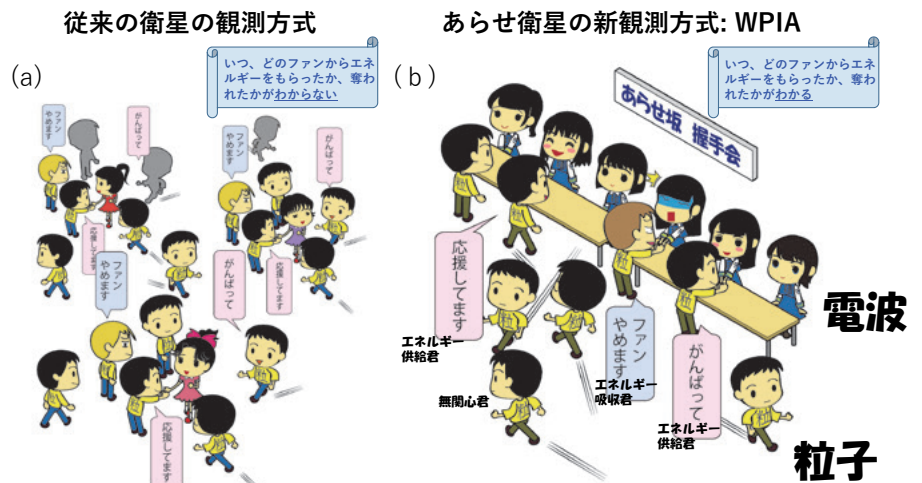 従来の衛星の観測方式
いつ、どのファンからエネ
ルギーをもらったか、奪わ
れたかがわからない
(a)
ファン
やめます
がんばって
応援してます
ファン
やめます
がんばって
応援してます
ファン
やめます
がんばって
応援してます
あらせ衛星の新観測方式: WPIA
いつ、どのファンからエネ
ルギーをもらったか、奪わ
れたかがわかる
(b)
あらせ坂 握手会
応援してます
エネルギー
供給君
無関心君
ファン
やめます
エネルギー
吸収君
がんばって
エネルギー
供給君
電波
粒子